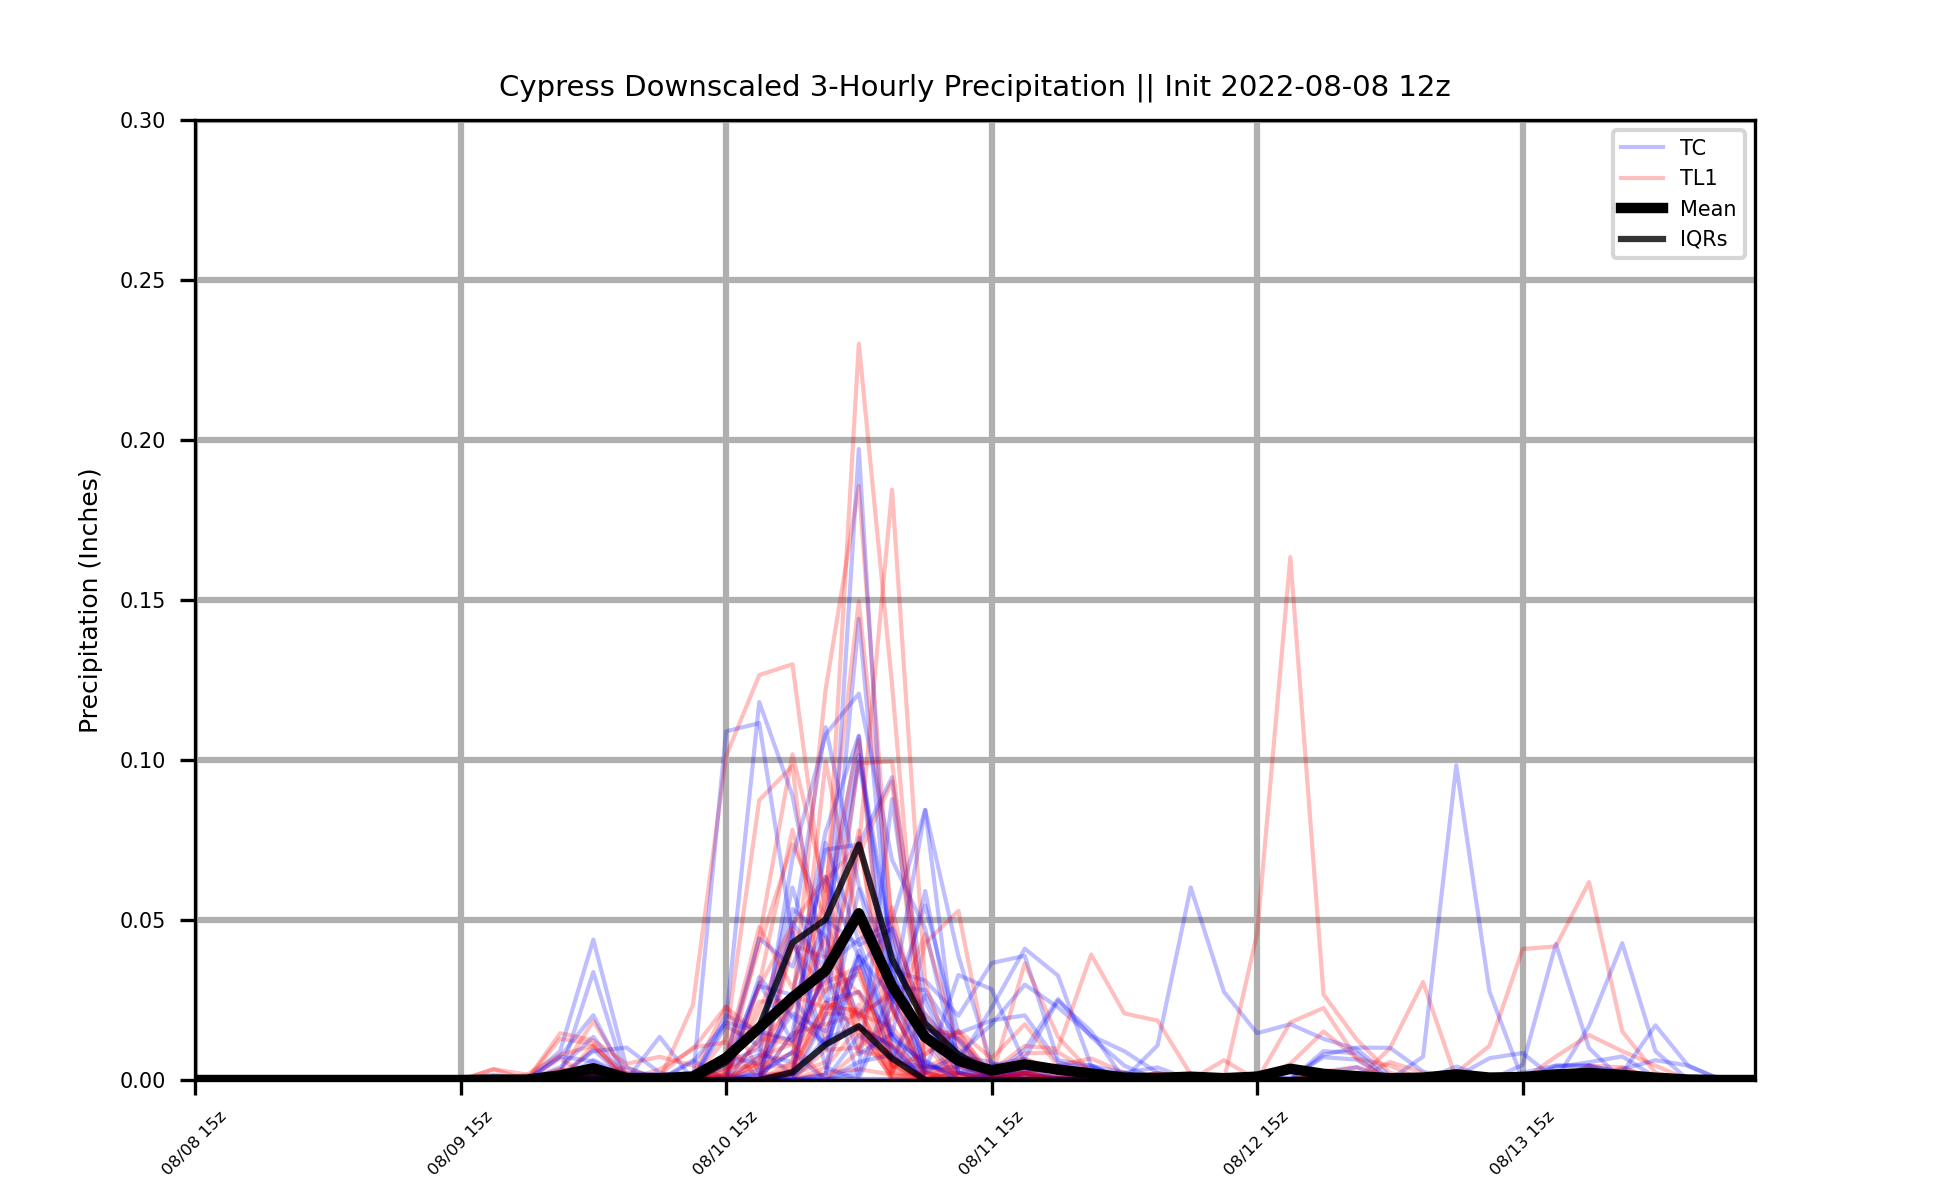 Cypress Downscaled 3-Hourly Precipitation || Init 2022-08-08 12z
TC
TL1
Mean
IQRs
Precipitation (Inches)
0.30
0.25
0.20
0.15
0.10
0.05
0.00
08/08 15z
08/09 15z
08/10 15z
08/11 15z
08/12 15z
08/13 15z